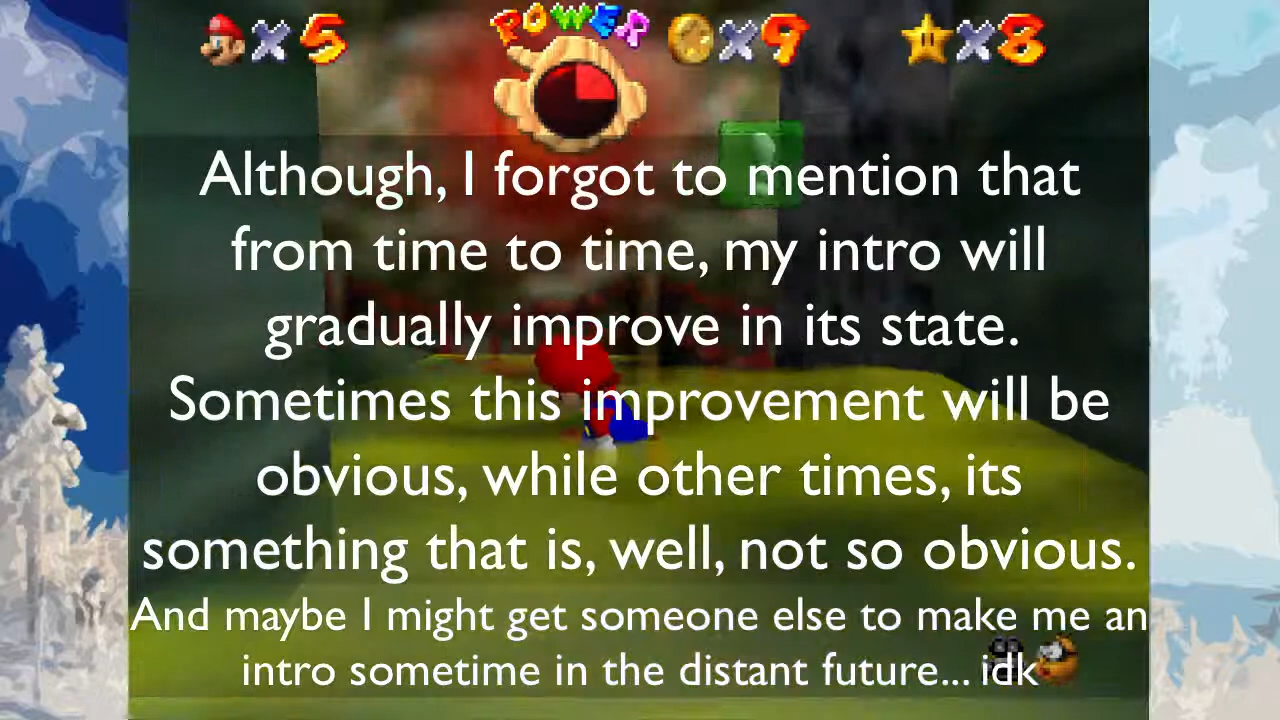 ×5 POWER ×9 ×8
Although, I forgot to mention that
from time to time, my intro will
gradually improve in its state.
Sometimes this improvement will be
obvious, while other times, its
something that is, well, not so obvious.
And maybe I might get someone else to make me an
intro sometime in the distant future... idk